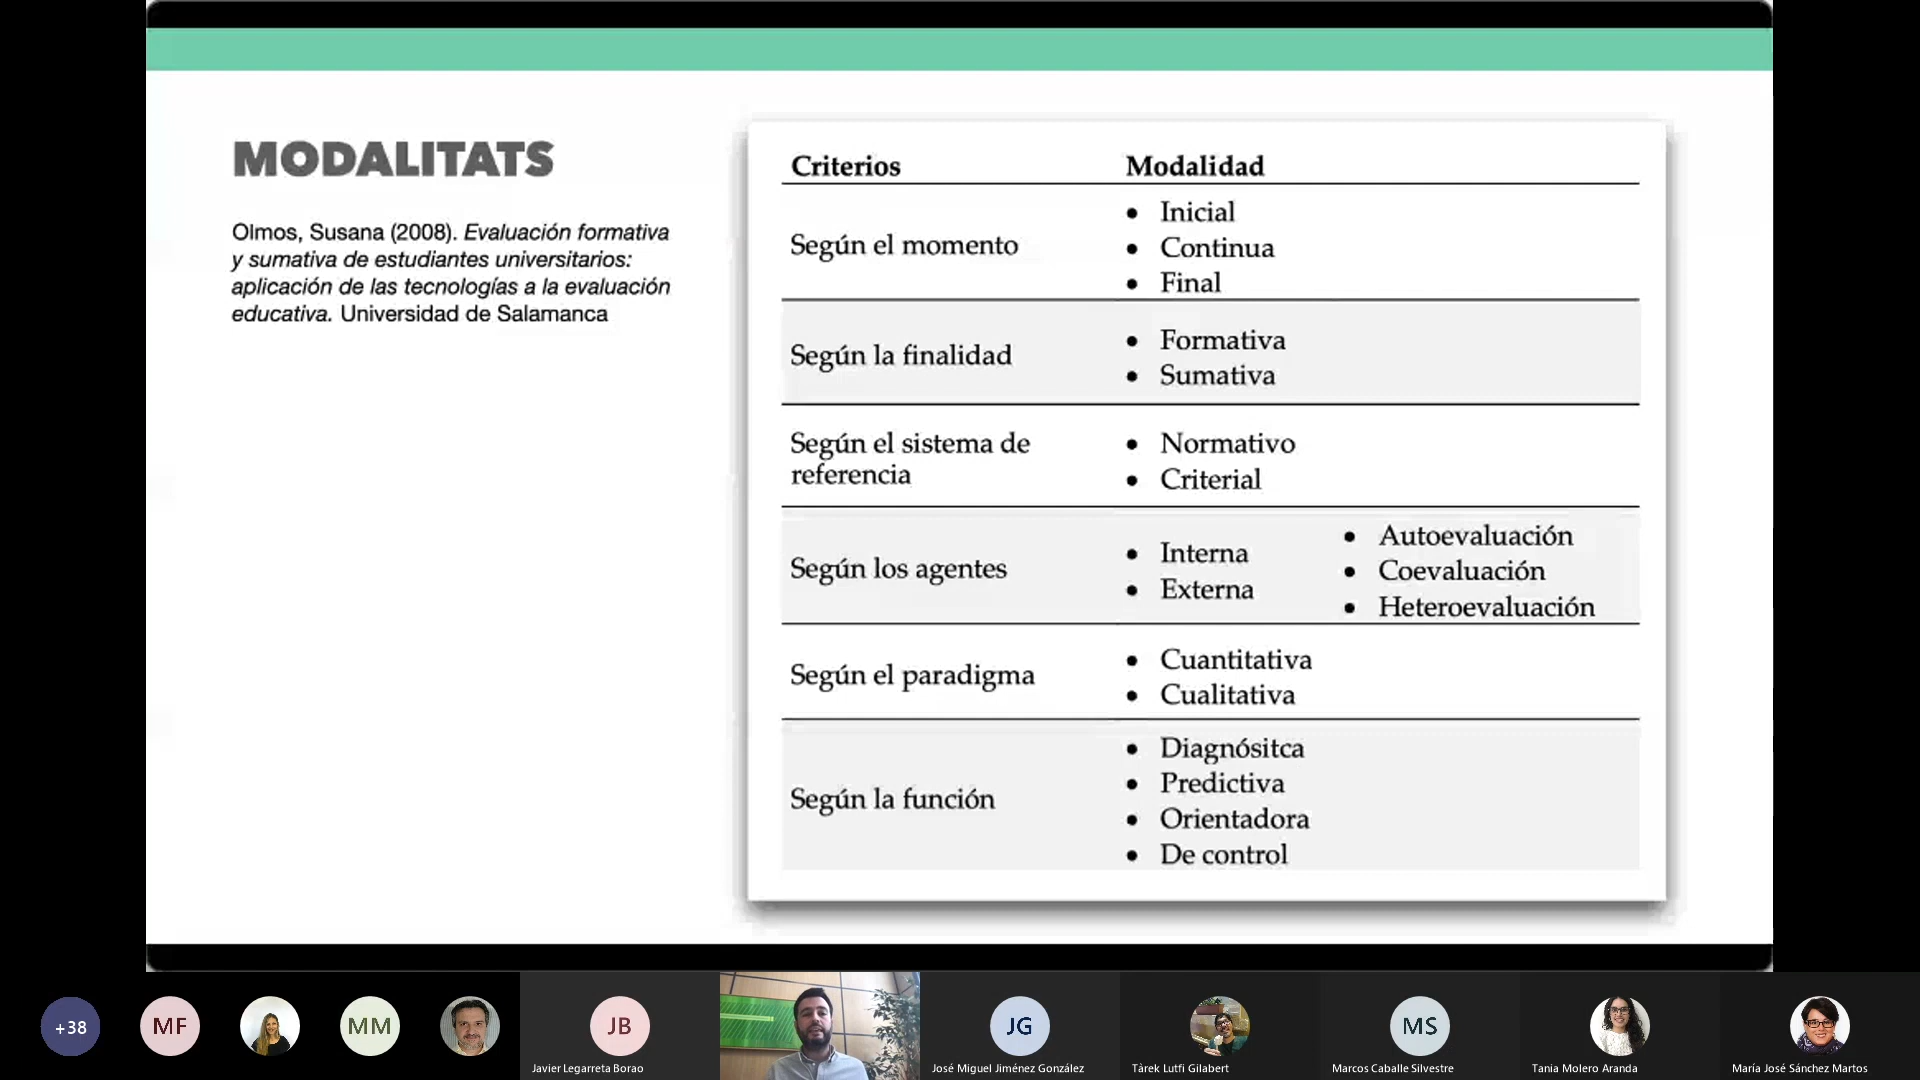 MODALITATS
Olmos, Susana (2008). Evaluación formativa
y sumativa de estudiantes universitarios:
aplicación de las tecnologías a la evaluación
educativa. Universidad de Salamanca
Criterios Modalidad
Según el momento
• Inicial
• Continua
• Final
Según la finalidad
• Formativa
• Sumativa
Según el sistema de
referencia
• Normativo
• Criterial
Según los agentes
• Interna
• Externa
• Autoevaluación
• Coevaluación
• Heteroevaluación
Según el paradigma
• Cuantitativa
• Cualitativa
Según la función
• Diagnósitca
• Predictiva
• Orientadora
• De control
+38
MF
MM
JB
Javier Legarreta Borao
JG
José Miguel Jiménez González
Tàrek Lutfi Gilabert
MS
Marcos Caballe Silvestre
Tania Molero Aranda
María José Sánchez Martos